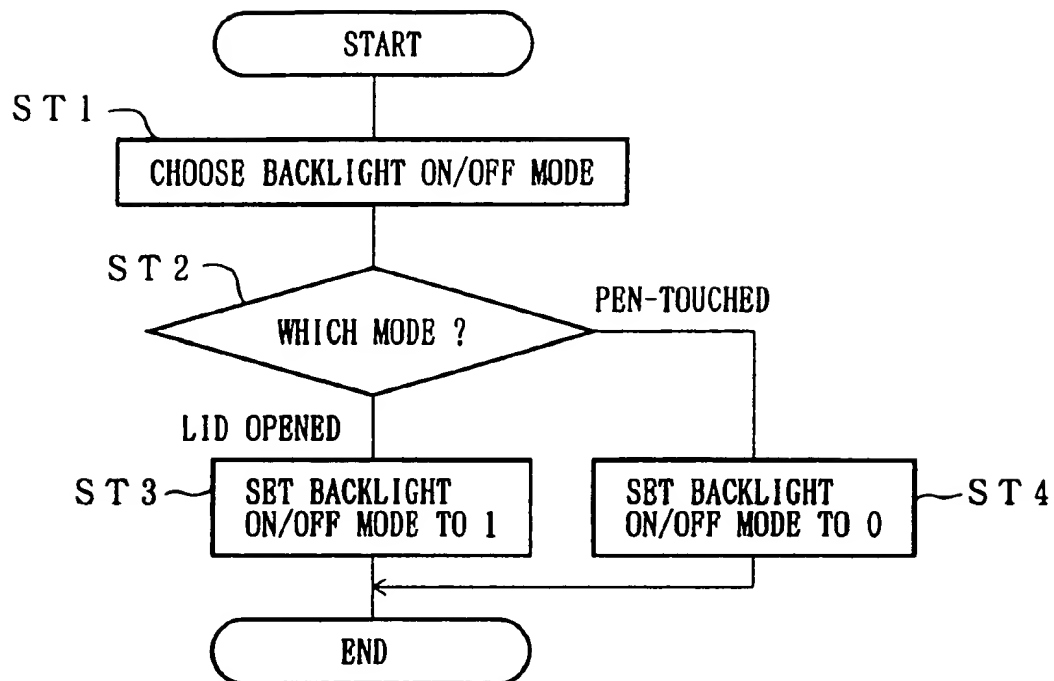 START
ST1
CHOOSE BACKLIGHT ON/OFF MODE
ST2
PEN-TOUCHED
WHICH MODE ?
LID OPENED
ST3
SET BACKLIGHT
ON/OFF MODE TO 1
SET BACKLIGHT
ON/OFF MODE TO 0
ST4
END